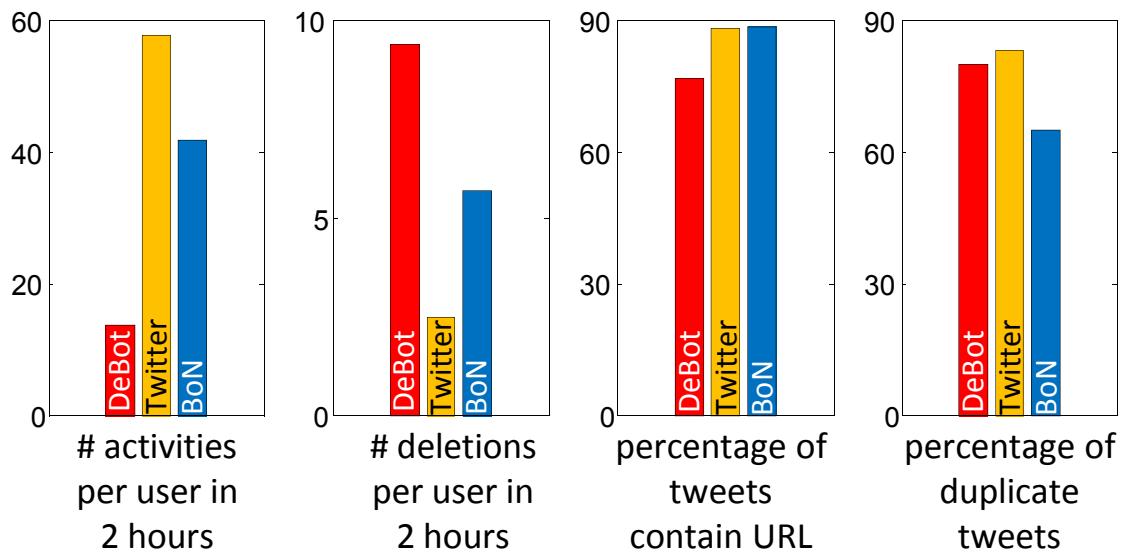 60
40
20
0
DeBot
Twitter
BoN
# activities
per user in
2 hours
10
5
0
DeBot
Twitter
BoN
# deletions
per user in
2 hours
90
60
30
0
DeBot
Twitter
BoN
percentage of
tweets
contain URL
90
60
30
0
DeBot
Twitter
BoN
percentage of
duplicate
tweets